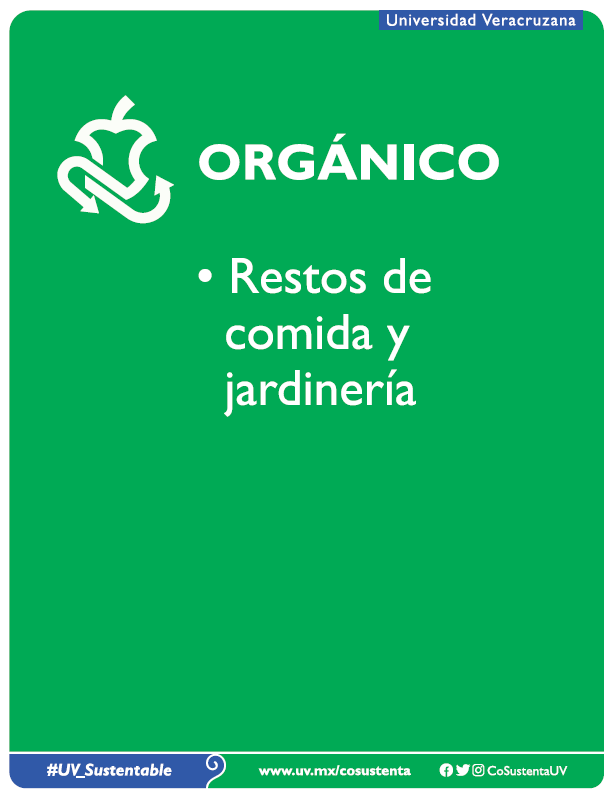 Universidad Veracruzana
ORGÁNICO
• Restos de
comida y
jardinería
#UV_Sustentable www.uv.mx/cosustenta CoSustentaUV